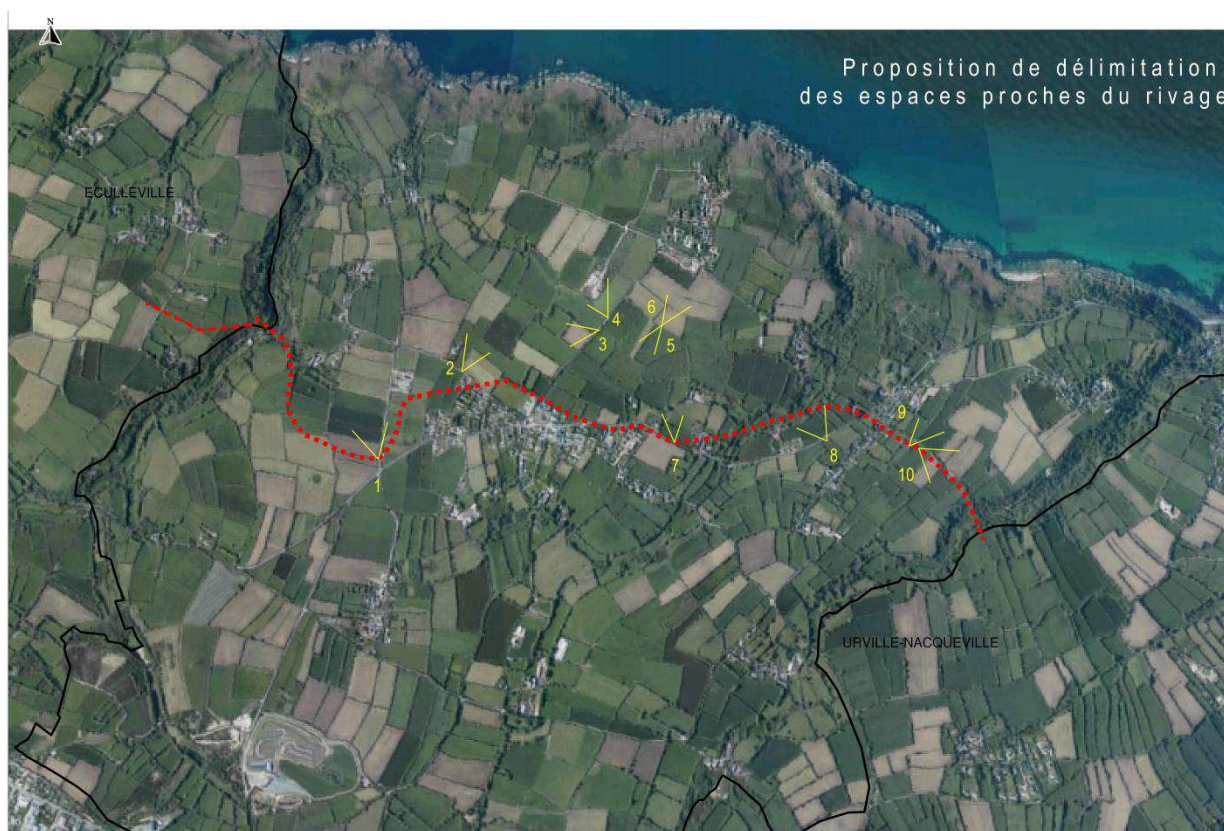 N
Proposition de délimitation
des espaces proches du rivage
ECULLEVILLE
6
4
3
5
2
9
7
8
10
1
URVILLE-NACQUEVILLE